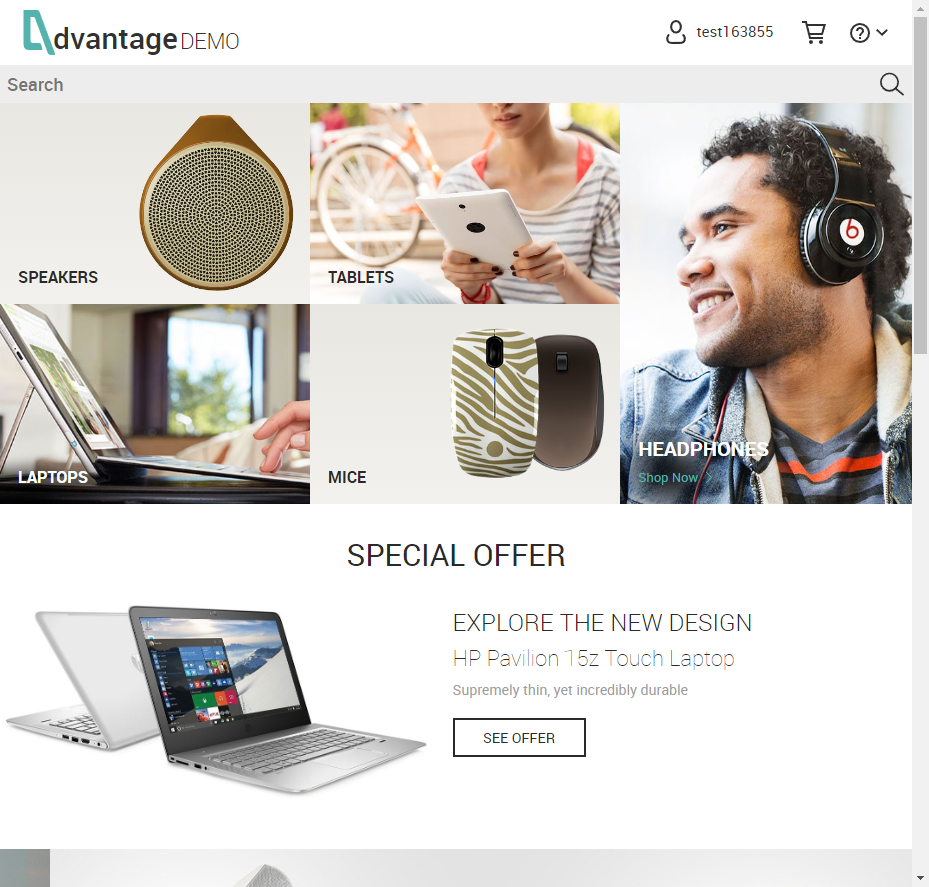 dvantage DEMO
test163855
Search
SPEAKERS
TABLETS
HEADPHONES
Shop Now
LAPTOPS
MICE
SPECIAL OFFER
EXPLORE THE NEW DESIGN
HP Pavilion 15z Touch Laptop
Supremely thin, yet incredibly durable
SEE OFFER